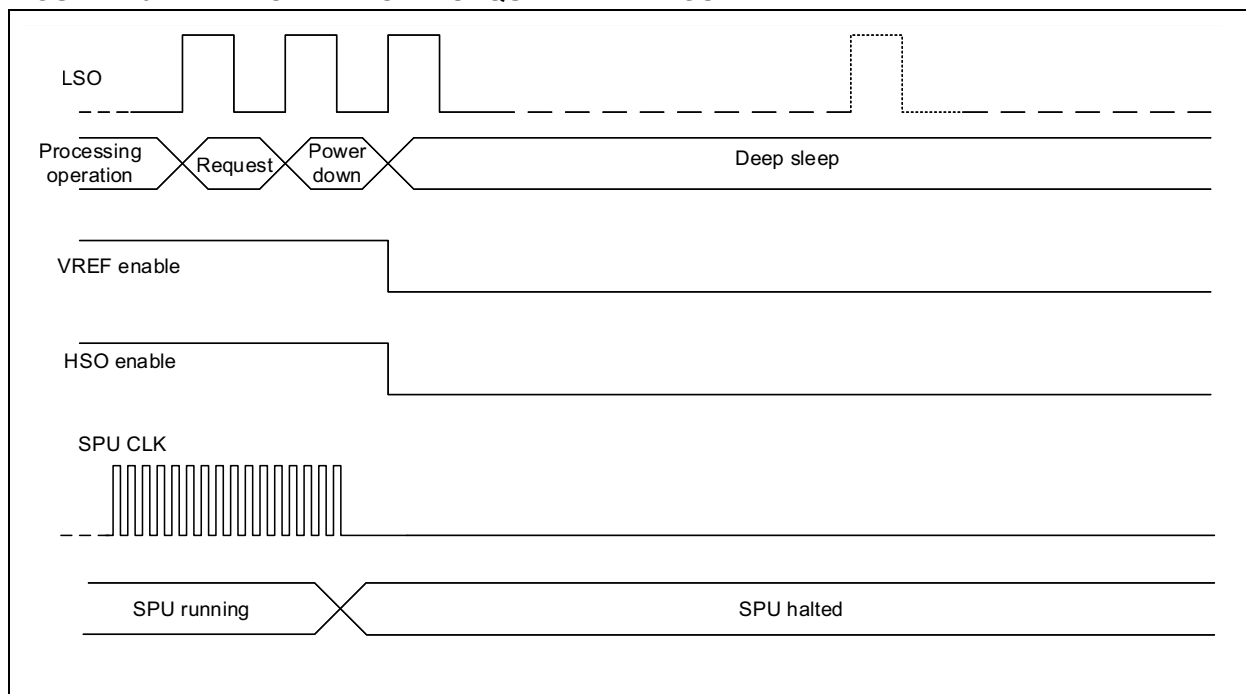 LSO
Processing
operation
Request
Power
down
Deep sleep
VREF enable
HSO enable
SPU CLK
SPU running
SPU halted